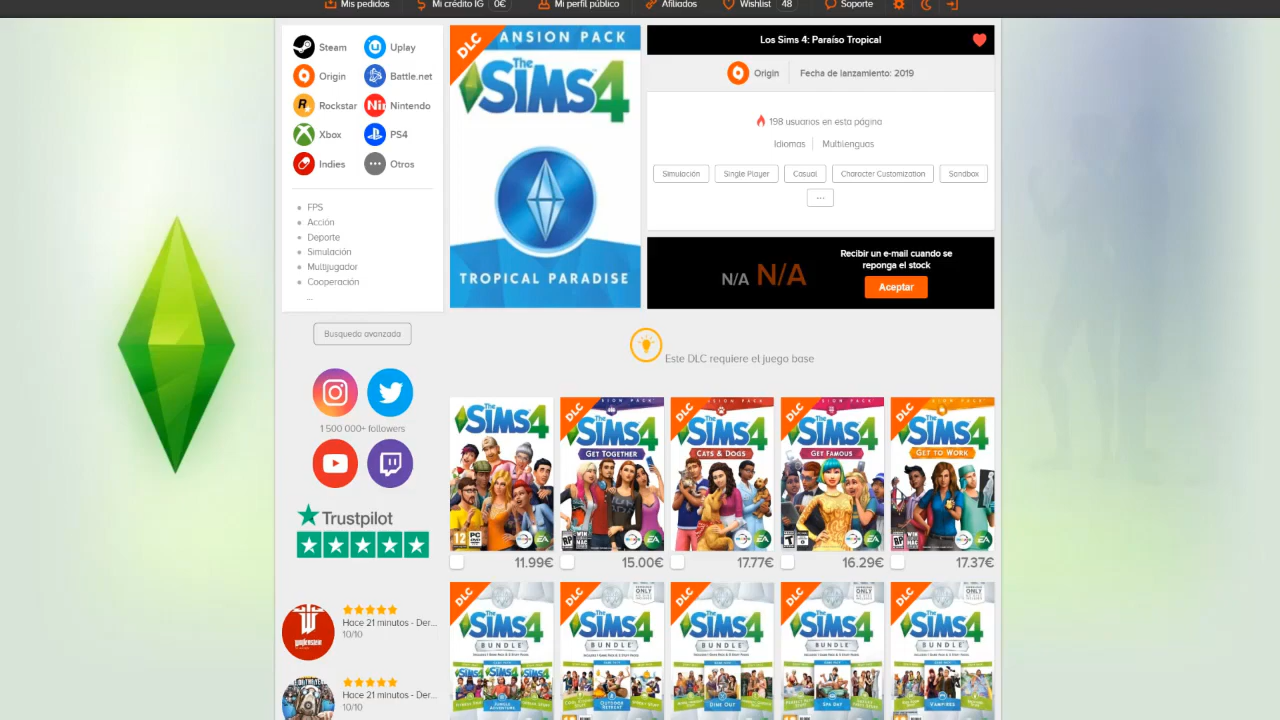 Mis pedidos
Mi crédito IG 0€
Mi perfil público
Afiliados
Wishlist 48
Soporte
Steam
Uplay
Origin
Battle.net
Rockstar
Nintendo
Xbox
PS4
Indies
Otros
FPS
Acción
Deporte
Simulación
Multijugador
Cooperación
...
Busqueda avanzada
1 500 000+ followers
Trustpilot
Hace 21 minutos - Der...
10/10
Hace 21 minutos - Der...
10/10
DLC
ANSION PACK
The SIMS 4
TROPICAL PARADISE
Los Sims 4: Paraíso Tropical
Origin
Fecha de lanzamiento: 2019
198 usuarios en esta página
Idiomas
Multilenguas
Simulación
Single Player
Casual
Character Customization
Sandbox
...
N/A N/A
Recibir un e-mail cuando se
reponga el stock
Aceptar
Este DLC requiere el juego base
The SIMS 4
12
11.99€
DLC
The SIMS 4
GET TOGETHER
15.00€
DLC
The SIMS 4
CATS & DOGS
17.77€
DLC
The SIMS 4
GET FAMOUS
16.29€
DLC
The SIMS 4
GET TO WORK
17.37€
DLC
The SIMS 4
BUNDLE
DLC
The SIMS 4
BUNDLE
OUTDOOR
RETREAT
DLC
The SIMS 4
BUNDLE
DINE OUT
DLC
The SIMS 4
BUNDLE
SPA DAY
DLC
The SIMS 4
BUNDLE
VAMPIRES